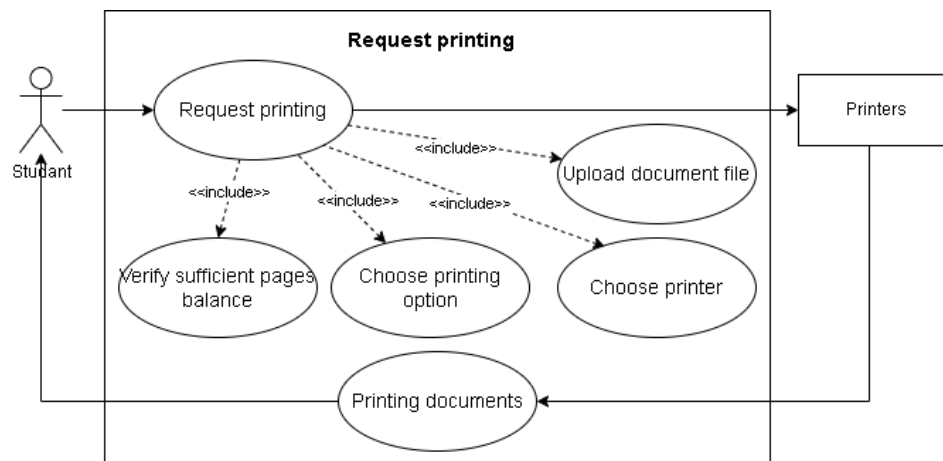 Request printing
Request printing
Printers
Studant
<<include>>
Upload document file
<<include>>
<<include>>
<<include>>
Verify sufficient pages
balance
Choose printing
option
Choose printer
Printing documents